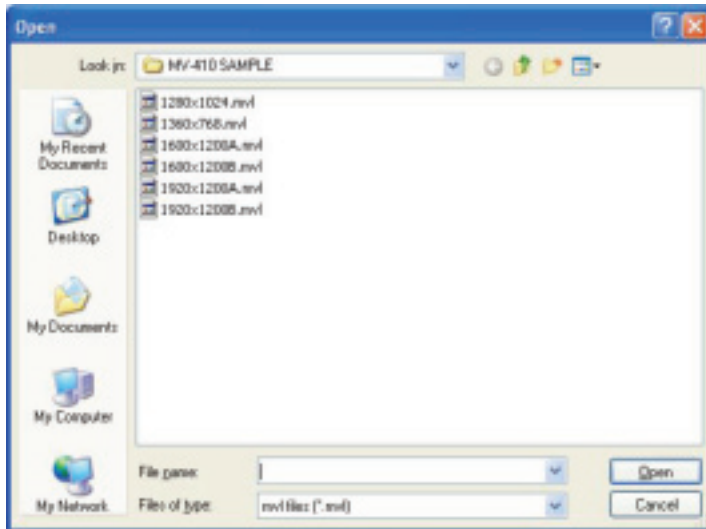 Open
Look in: MV-410 SAMPLE
My Recent Documents
Desktop
My Documents
My Computer
My Network
1280x1024.mvl
1360x768.mvl
1600x1200A.mvl
1600x1200B.mvl
1920x1200A.mvl
1920x1200B.mvl
File name:
Open
Files of type: mvl files (*.mvl)
Cancel